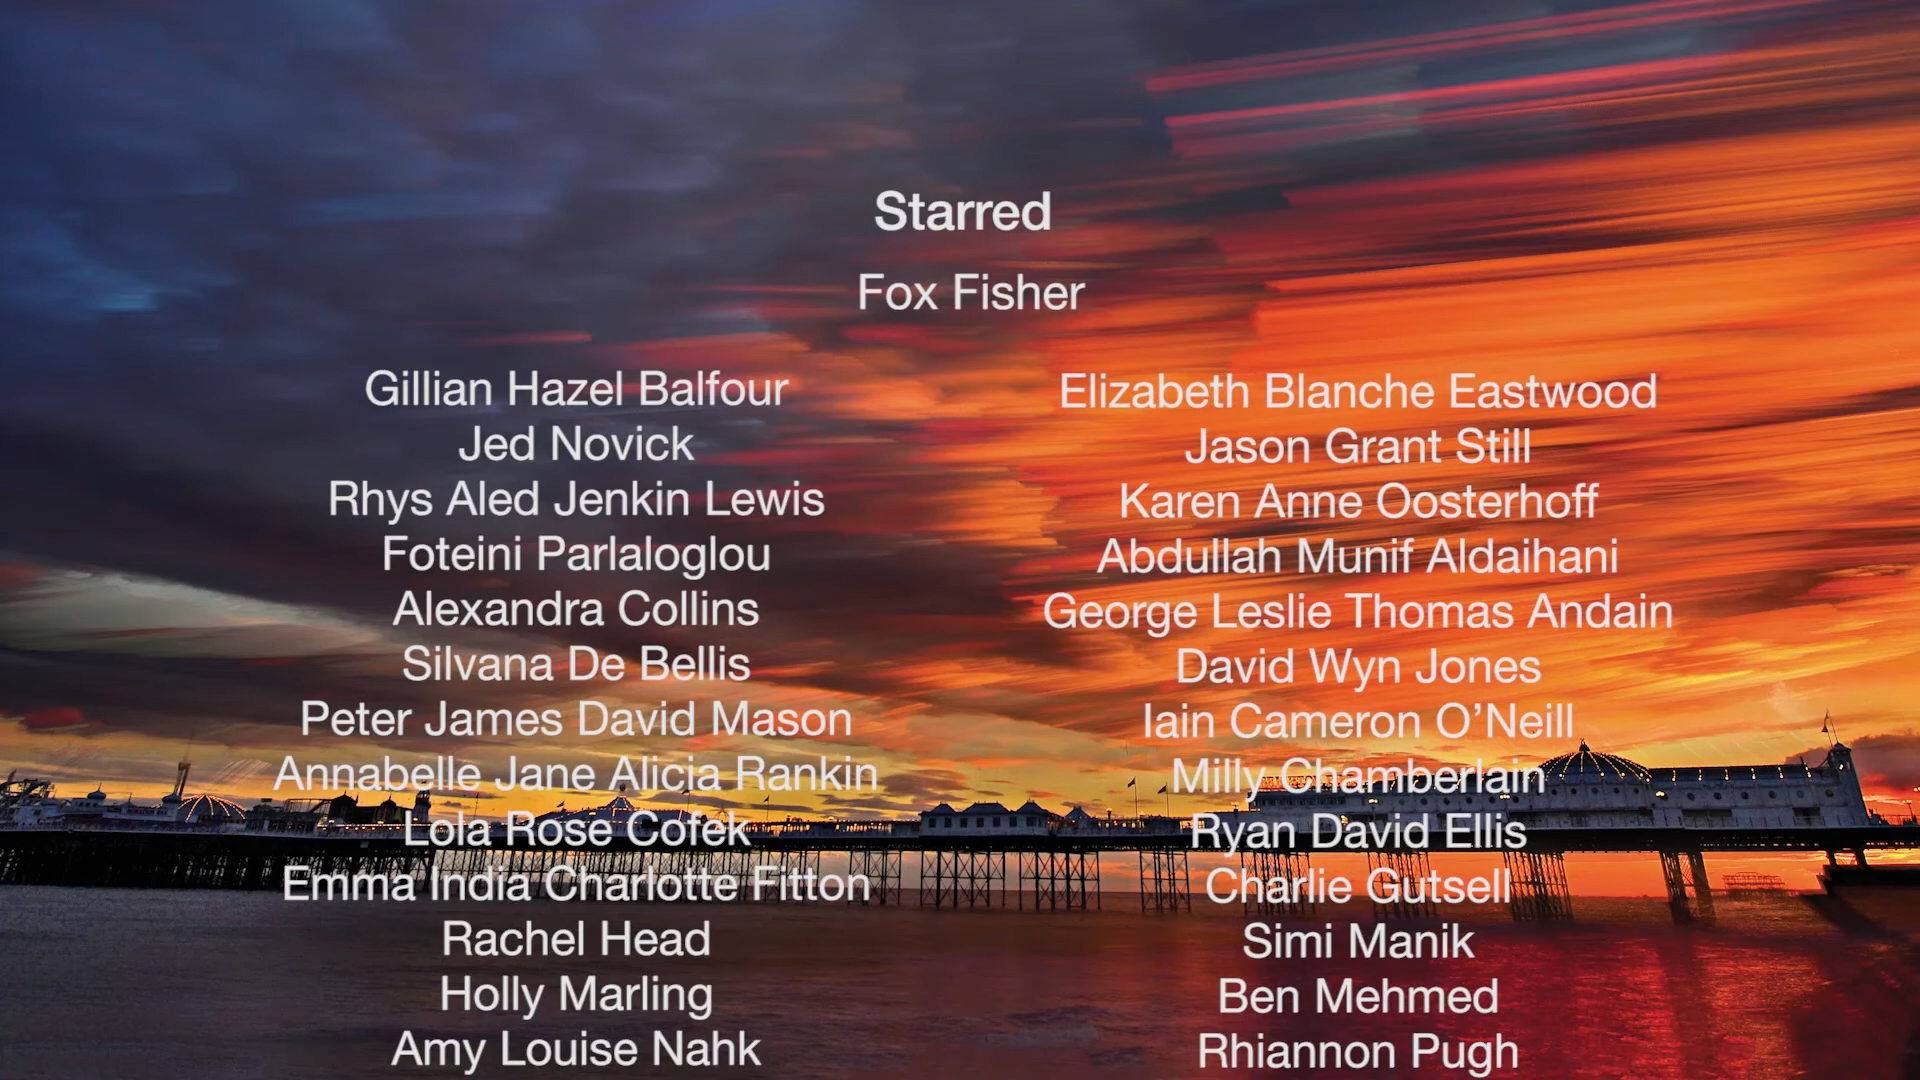 Starred
Fox Fisher
Gillian Hazel Balfour
Jed Novick
Rhys Aled Jenkin Lewis
Foteini Parlaloglou
Alexandra Collins
Silvana De Bellis
Peter James David Mason
Annabelle Jane Alicia Rankin
Lola Rose Cofek
Emma India Charlotte Fitton
Rachel Head
Holly Marling
Amy Louise Nahk
Elizabeth Blanche Eastwood
Jason Grant Still
Karen Anne Oosterhoff
Abdullah Munif Aldaihani
George Leslie Thomas Andain
David Wyn Jones
Iain Cameron O’Neill
Milly Chamberlain
Ryan David Ellis
Charlie Gutsell
Simi Manik
Ben Mehmed
Rhiannon Pugh